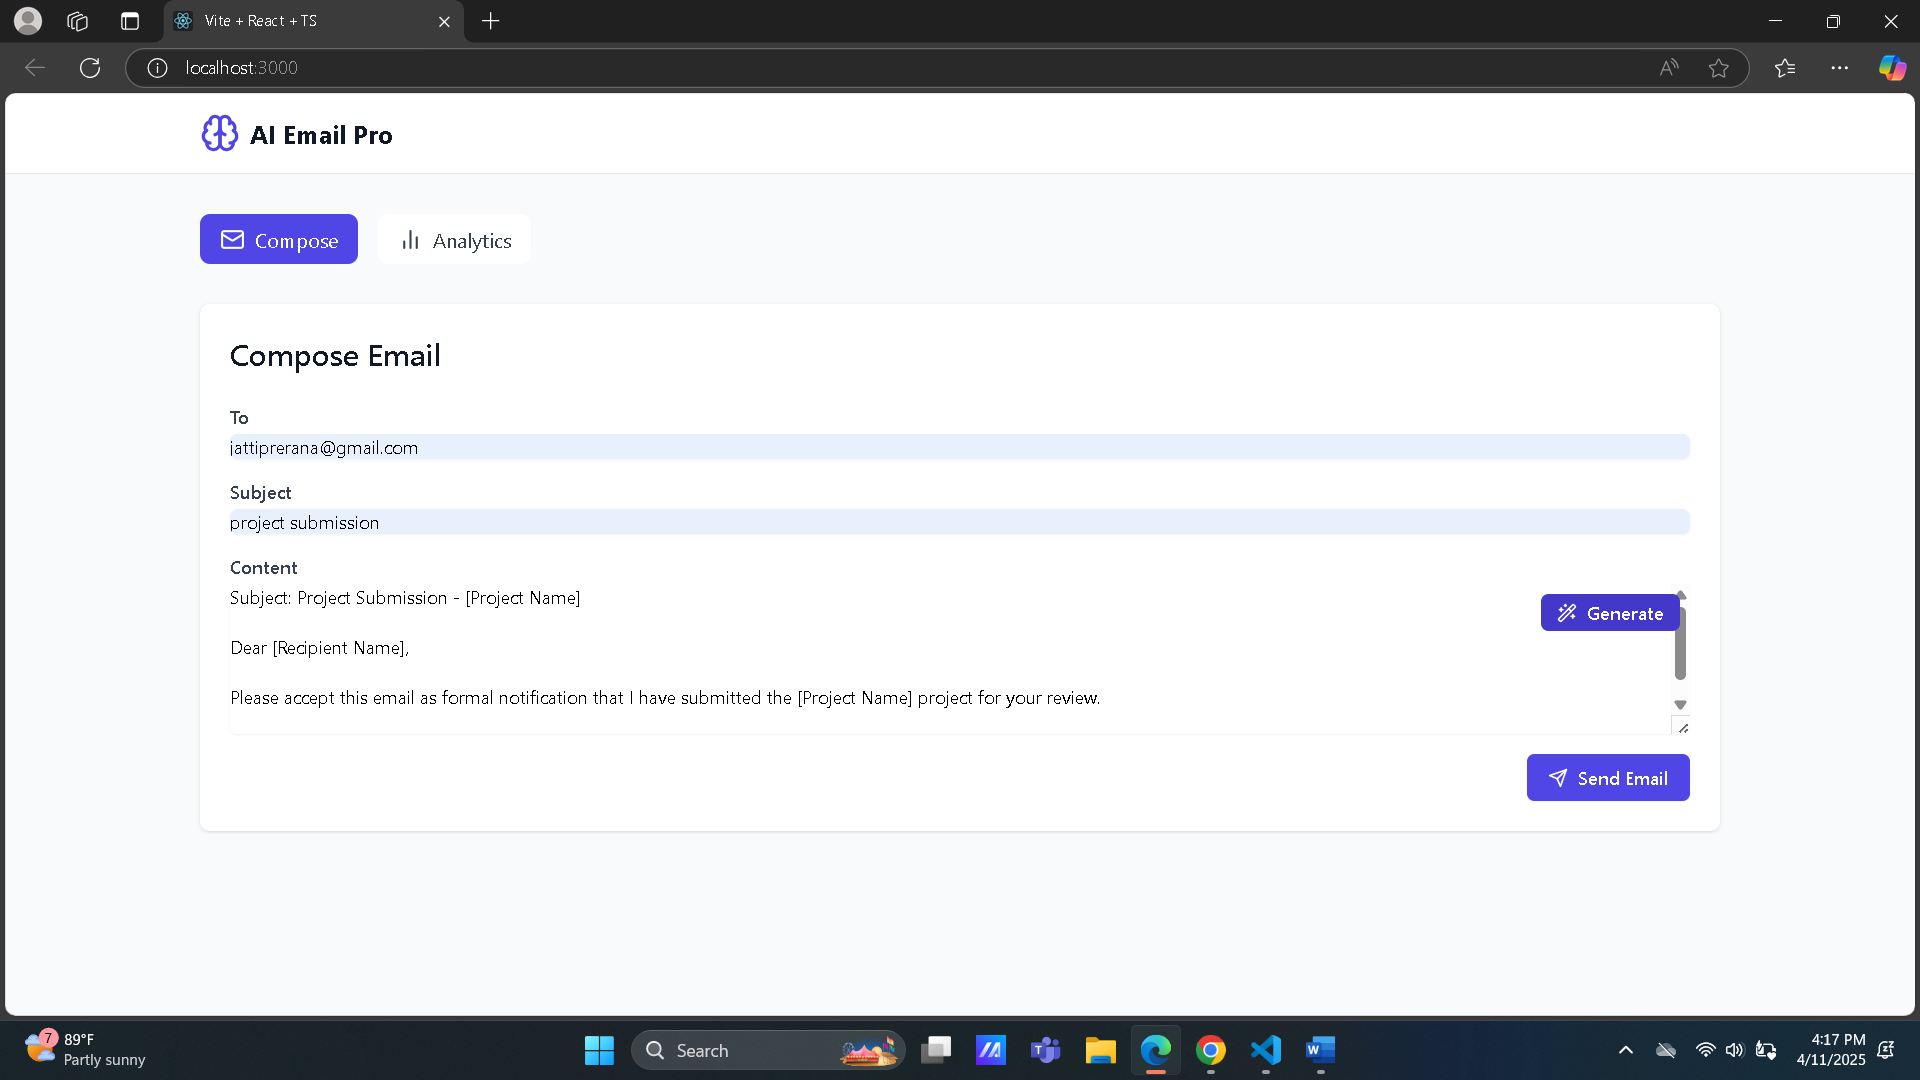 Vite + React + TS
localhost:3000
AI Email Pro
Compose
Analytics
Compose Email
To
jattiprerana@gmail.com
Subject
project submission
Content
Subject: Project Submission - [Project Name]
Generate
Dear [Recipient Name],
Please accept this email as formal notification that I have submitted the [Project Name] project for your review.
Send Email
7
89°F
Partly sunny
Search
4:17 PM
4/11/2025